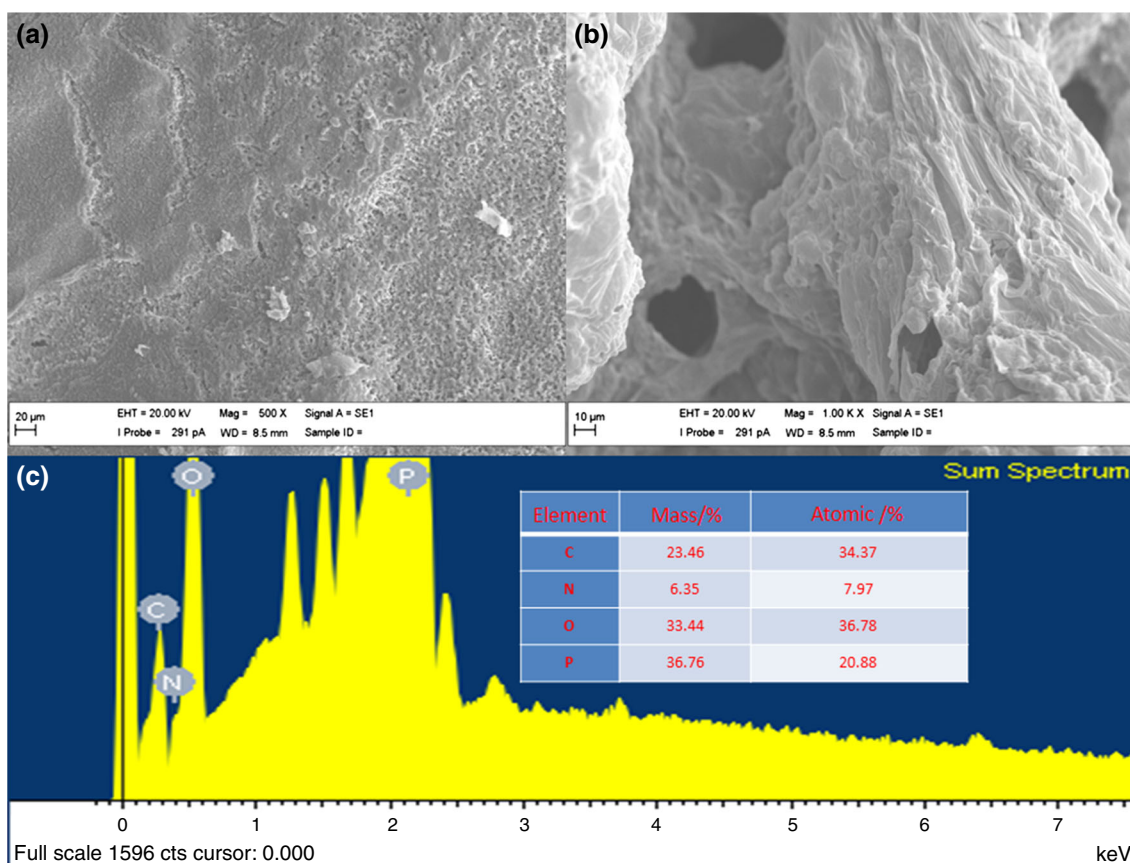 (a)
(b)
20 µm
EHT = 20.00 kV Mag = 500 X Signal A = SE1
I Probe = 291 pA WD = 8.5 mm Sample ID =
10 µm
EHT = 20.00 kV Mag = 1.00 K X Signal A = SE1
I Probe = 291 pA WD = 8.5 mm Sample ID =
(c)
Sum Spectrum
O
P
C
N
Element Mass/% Atomic /%
C 23.46 34.37
N 6.35 7.97
O 33.44 36.78
P 36.76 20.88
0 1 2 3 4 5 6 7
Full scale 1596 cts cursor: 0.000 keV